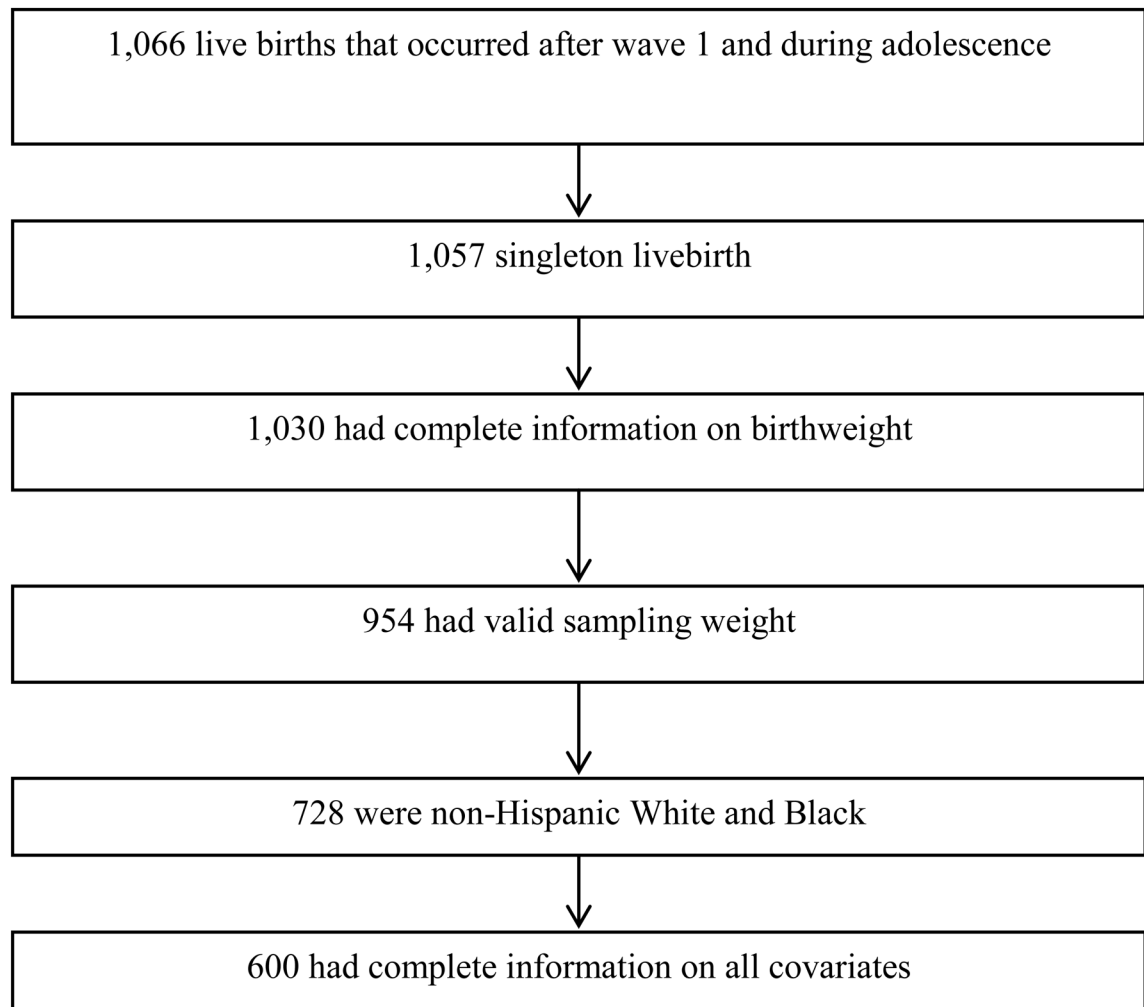 1,066 live births that occurred after wave 1 and during adolescence
1,057 singleton livebirth
1,030 had complete information on birthweight
954 had valid sampling weight
728 were non-Hispanic White and Black
600 had complete information on all covariates